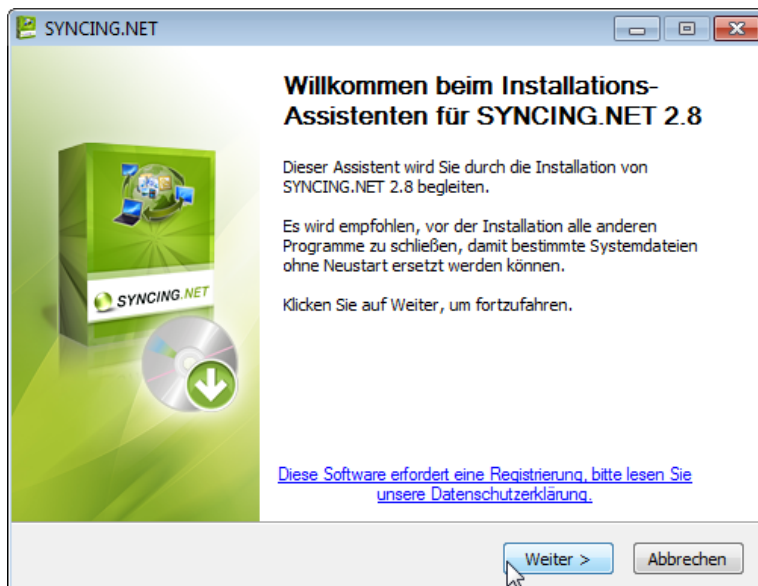 SYNCING.NET
Willkommen beim Installations-
Assistenten für SYNCING.NET 2.8
Dieser Assistent wird Sie durch die Installation von
SYNCING.NET 2.8 begleiten.
Es wird empfohlen, vor der Installation alle anderen
Programme zu schließen, damit bestimmte Systemdateien
ohne Neustart ersetzt werden können.
Klicken Sie auf Weiter, um fortzufahren.
SYNCING.NET
Diese Software erfordert eine Registrierung, bitte lesen Sie
unsere Datenschutzerklärung.
Weiter >
Abbrechen